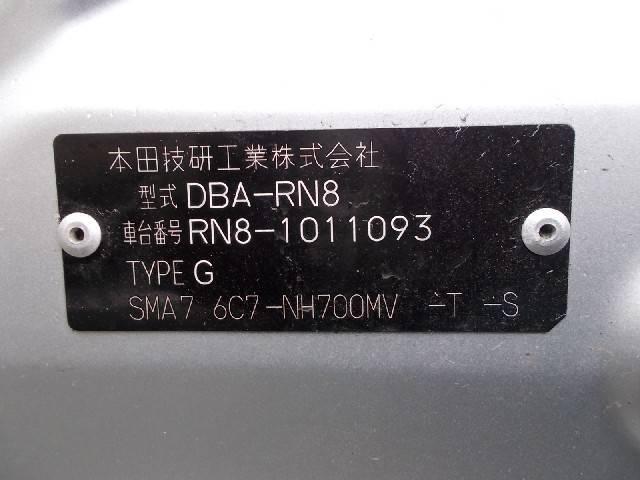 本田技研工業株式会社
型式 DBA-RN8
車台番号 RN8-1011093
TYPE G
SMA7 6C7-NH700MV -T -S